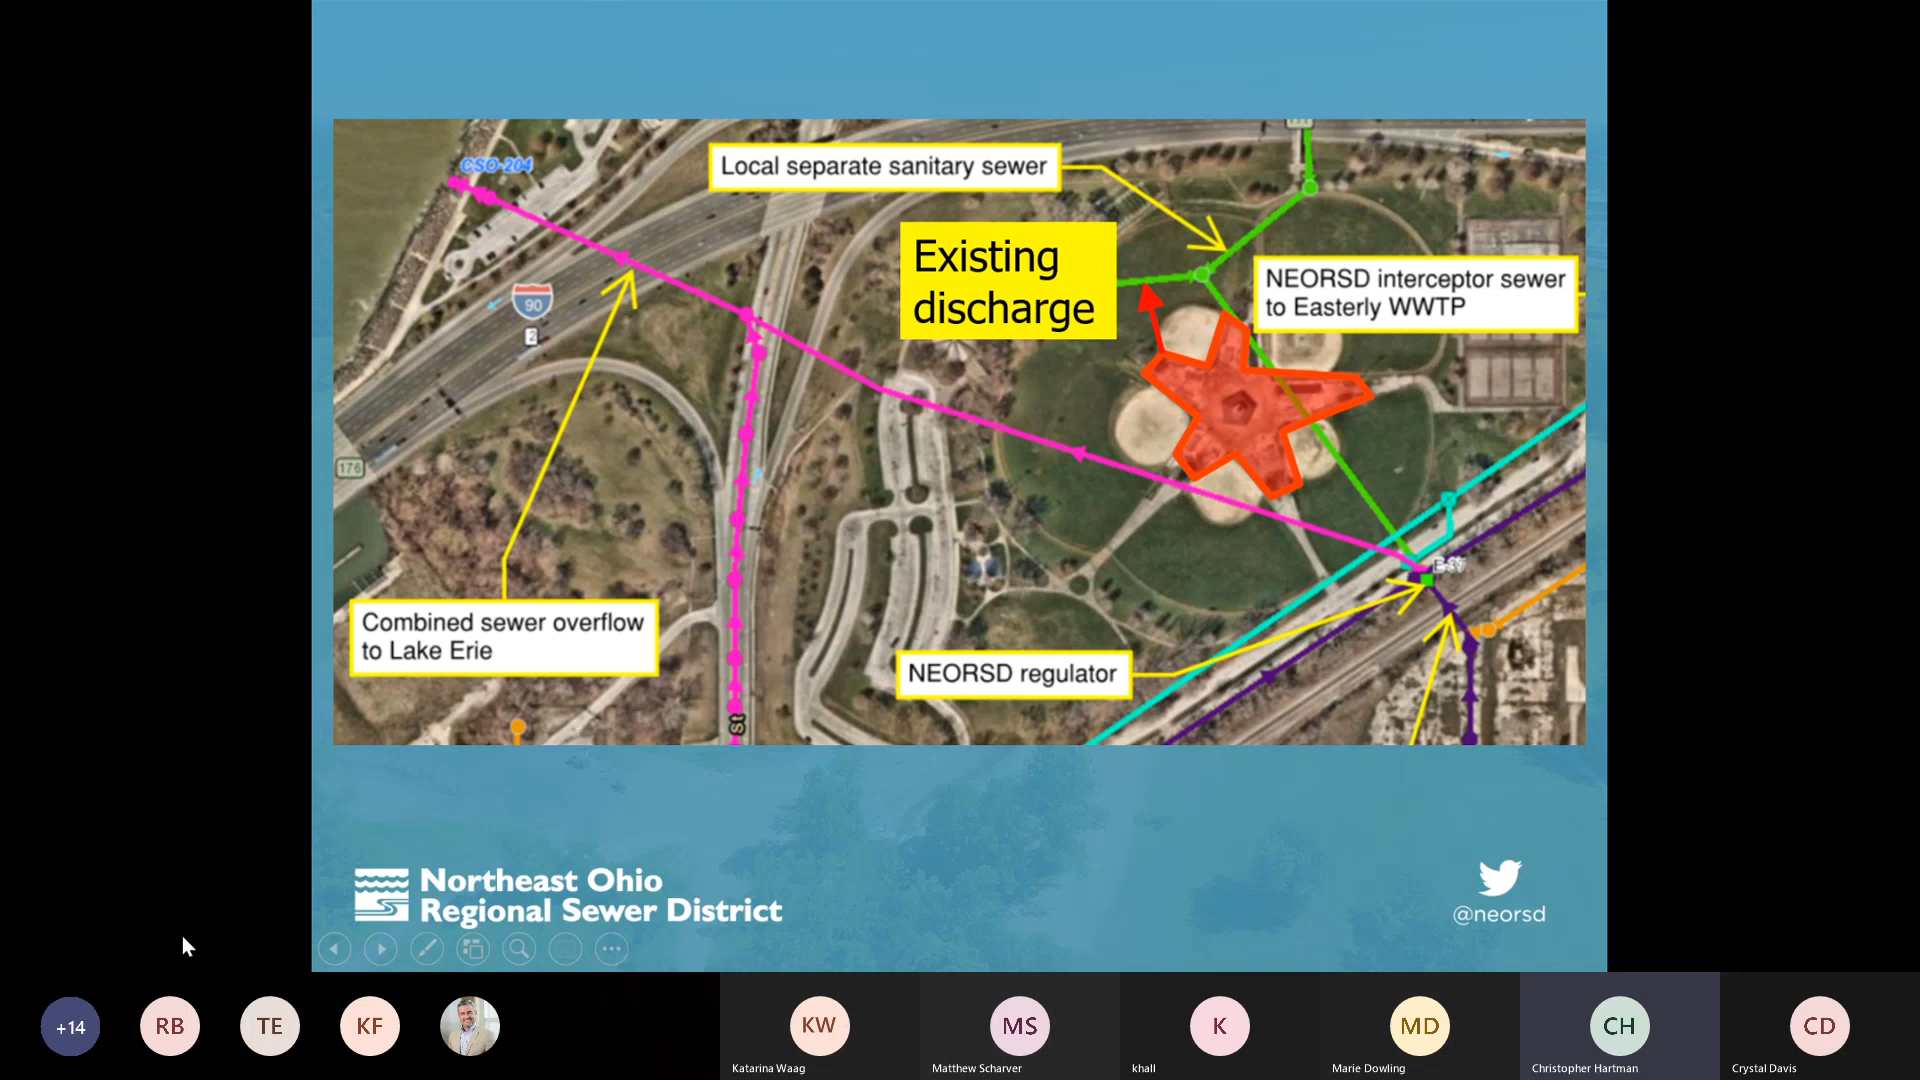 CSO-204
Local separate sanitary sewer
Existing
discharge
NEORSD interceptor sewer
to Easterly WWTP
90
2
176
E-37
Combined sewer overflow
to Lake Erie
NEORSD regulator
St
Northeast Ohio
Regional Sewer District
@neorsd
+14
RB
TE
KF
KW
MS
K
MD
CH
CD
Katarina Waag
Matthew Scharver
khall
Marie Dowling
Christopher Hartman
Crystal Davis